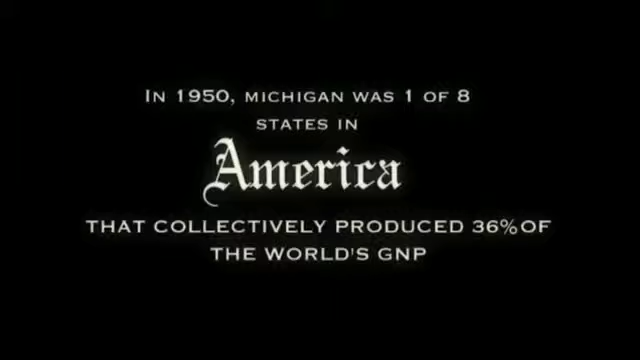 In 1950, Michigan was 1 of 8
states in
America
that collectively produced 36% of
the world's GNP